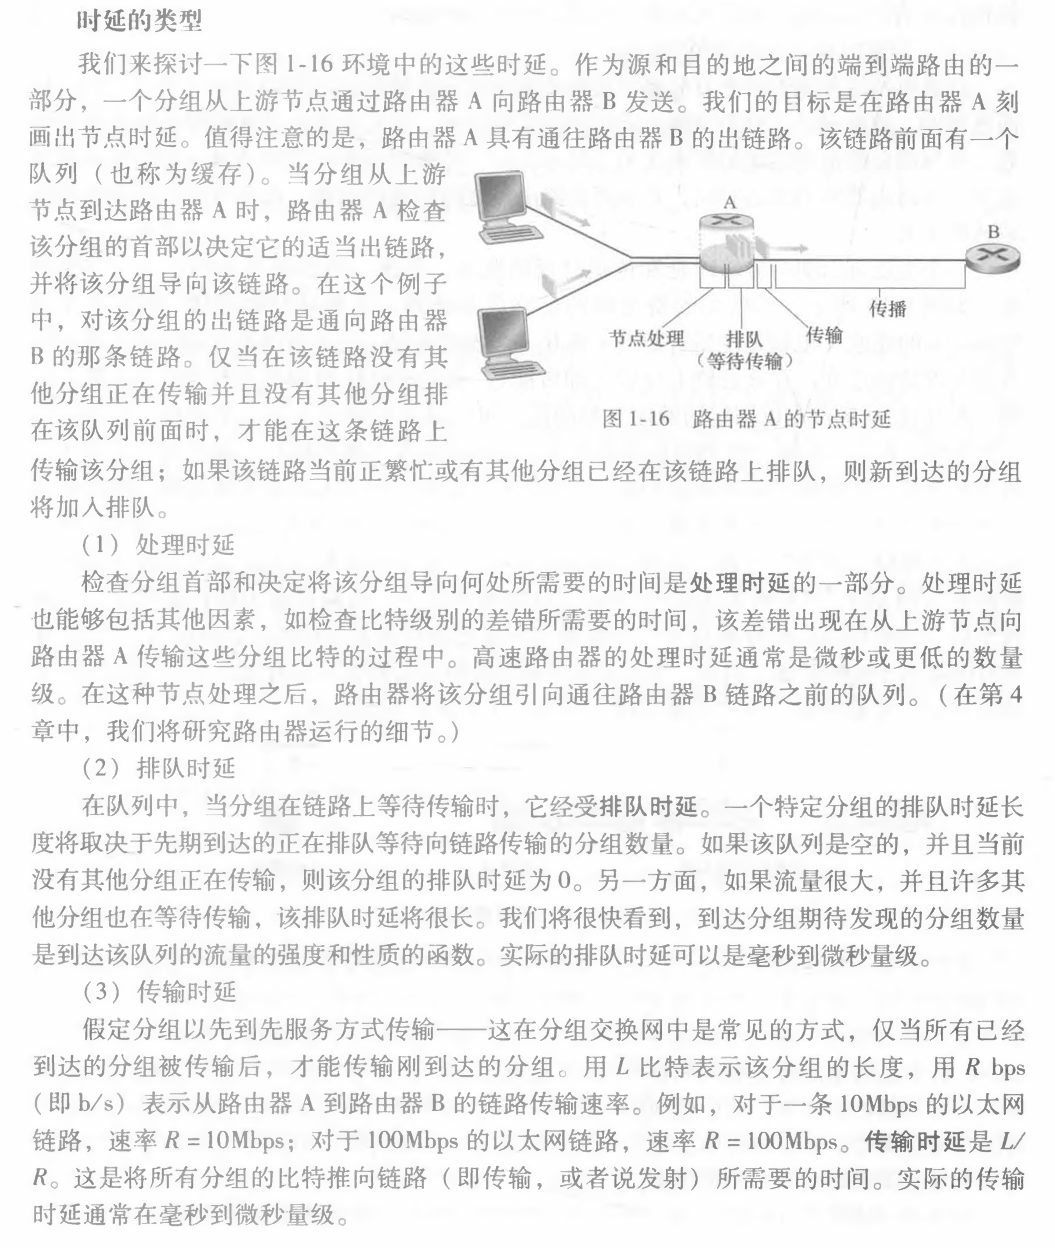 时延的类型
我们来探讨一下图 1-16 环境中的这些时延。作为源和目的地之间的端到端路由的一
部分，一个分组从上游节点通过路由器 A 向路由器 B 发送。我们的目标是在路由器 A 刻
画出节点时延。值得注意的是，路由器 A 具有通往路由器 B 的出链路。该链路前面有一个
队列（也称为缓存）。当分组从上游
节点到达路由器 A 时，路由器 A 检查
该分组的首部以决定它的适当出链路，
并将该分组导向该链路。在这个例子
中，对该分组的出链路是通向路由器
B 的那条链路。仅当在该链路没有其
他分组正在传输并且没有其他分组排
在该队列前面时，才能在这条链路上
A
B
传播
节点处理
排队
传输
（等待传输）
图 1-16 路由器 A 的节点时延
传输该分组；如果该链路当前正繁忙或有其他分组已经在该链路上排队，则新到达的分组
将加入排队。
（1）处理时延
检查分组首部和决定将该分组导向何处所需要的时间是处理时延的一部分。处理时延
也能够包括其他因素，如检查比特级别的差错所需要的时间，该差错出现在从上游节点向
路由器 A 传输这些分组比特的过程中。高速路由器的处理时延通常是微秒或更低的数量
级。在这种节点处理之后，路由器将该分组引向通往路由器 B 链路之前的队列。（在第 4
章中，我们将研究路由器运行的细节。）
（2）排队时延
在队列中，当分组在链路上等待传输时，它经受排队时延。一个特定分组的排队时延长
度将取决于先期到达的正在排队等待向链路传输的分组数量。如果该队列是空的，并且当前
没有其他分组正在传输，则该分组的排队时延为 0。另一方面，如果流量很大，并且许多其
他分组也在等待传输，该排队时延将很长。我们将很快看到，到达分组期待发现的分组数量
是到达该队列的流量的强度和性质的函数。实际的排队时延可以是毫秒到微秒量级。
（3）传输时延
假定分组以先到先服务方式传输——这在分组交换网中是常见的方式，仅当所有已经
到达的分组被传输后，才能传输刚到达的分组。用 L 比特表示该分组的长度，用 R bps
（即 b/s）表示从路由器 A 到路由器 B 的链路传输速率。例如，对于一条 10Mbps 的以太网
链路，速率 R = 10Mbps；对于 100Mbps 的以太网链路，速率 R = 100Mbps。传输时延是 L/
R。这是将所有分组的比特推向链路（即传输，或者说发射）所需要的时间。实际的传输
时延通常在毫秒到微秒量级。